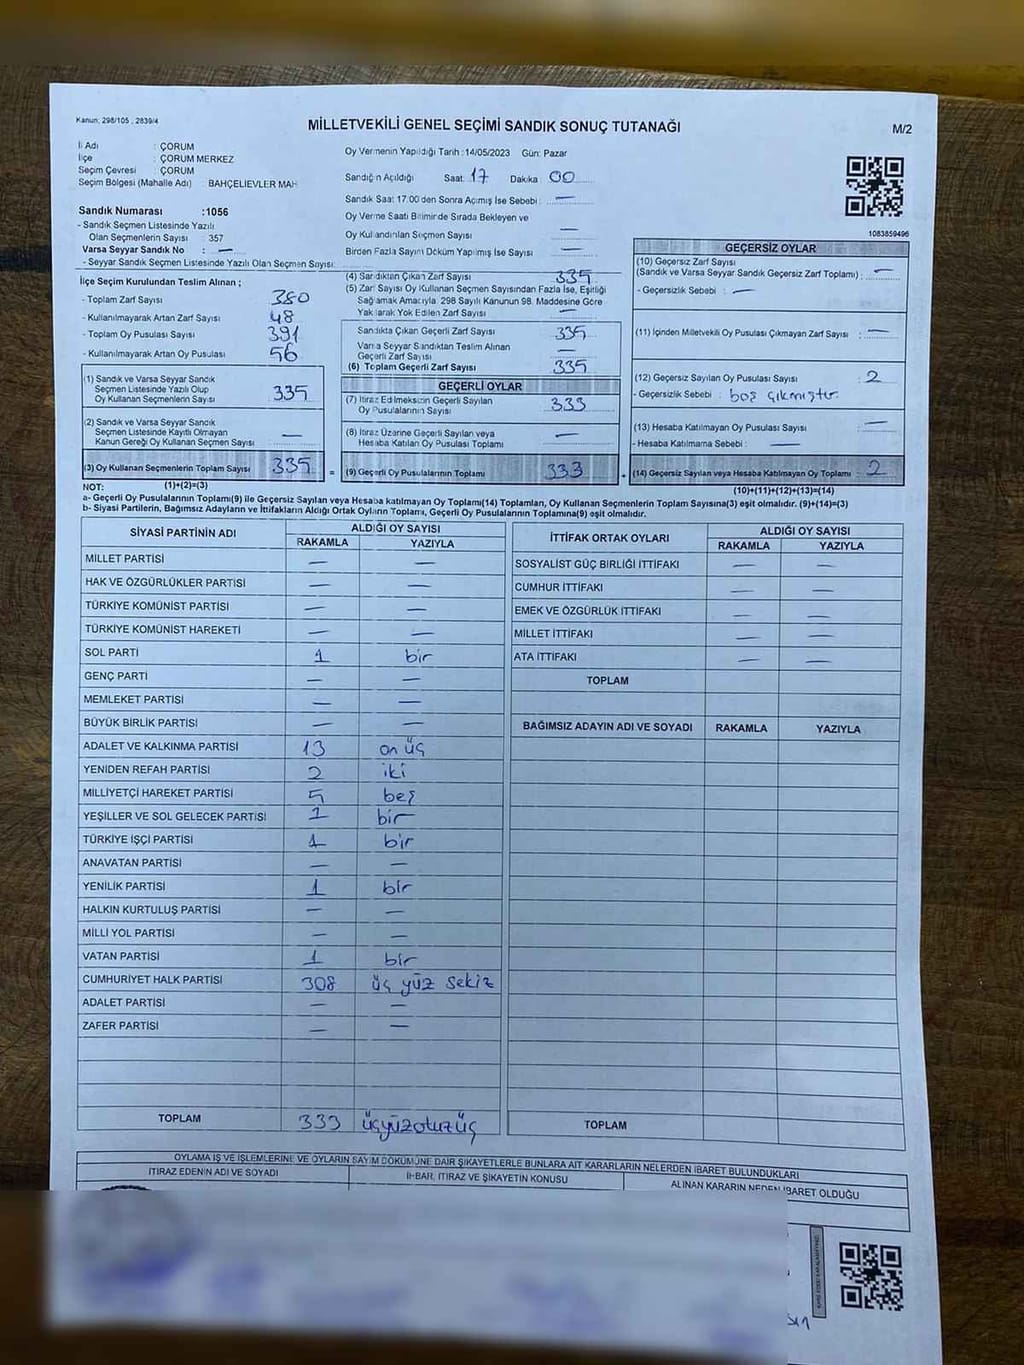 Kanun; 298/105 , 2839/4
MİLLETVEKİLİ GENEL SEÇİMİ SANDIK SONUÇ TUTANAĞI
M/2
İl Adı : ÇORUM
İlçe : ÇORUM MERKEZ
Seçim Çevresi : ÇORUM
Seçim Bölgesi (Mahalle Adı) BAHÇELİEVLER MAH
Oy Vermenin Yapıldığı Tarih :14/05/2023 Gün: Pazar
Sandığın Açıldığı Saat: 17 Dakika 00
Sandık Saat 17.00'den Sonra Açılmış İse Sebebi : —
Oy Verme Saati Bitiminde Sırada Bekleyen ve
Oy Kullandırılan Seçmen Sayısı —
Birden Fazla Sayım Döküm Yapılmış İse Sayısı —
1083859496
Sandık Numarası :1056
- Sandık Seçmen Listesinde Yazılı
Olan Seçmenlerin Sayısı : 357
Varsa Seyyar Sandık No : —
- Seyyar Sandık Seçmen Listesinde Yazılı Olan Seçmen Sayısı:
İlçe Seçim Kurulundan Teslim Alınan ;
- Toplam Zarf Sayısı 380
- Kullanılmayarak Artan Zarf Sayısı 48
- Toplam Oy Pusulası Sayısı 391
- Kullanılmayarak Artan Oy Pusulası 56
(1) Sandık ve Varsa Seyyar Sandık
Seçmen Listesinde Yazılı Olup
Oy Kullanan Seçmenlerin Sayısı 335
(2) Sandık ve Varsa Seyyar Sandık
Seçmen Listesinde Kayıtlı Olmayan
Kanun Gereği Oy Kullanan Seçmen Sayısı —
(3) Oy Kullanan Seçmenlerin Toplam Sayısı 335
(1)+(2)=(3)
(4) Sandıktan Çıkan Zarf Sayısı 335
(5) Zarf Sayısı Oy Kullanan Seçmen Sayısından Fazla İse, Eşitliği
Sağlamak Amacıyla, 298 Sayılı Kanunun 98. Maddesine Göre
Yakılarak Yok Edilen Zarf Sayısı —
Sandıkta Çıkan Geçerli Zarf Sayısı 335
Varsa Seyyar Sandıktan Teslim Alınan
Geçerli Zarf Sayısı —
(6) Toplam Geçerli Zarf Sayısı 335
GEÇERLİ OYLAR
(7) İtiraz Edilmeksizin Geçerli Sayılan
Oy Pusulalarının Sayısı 333
(8) İtiraz Üzerine Geçerli Sayılan veya
Hesaba Katılan Oy Pusulası Toplamı —
= (9) Geçerli Oy Pusulalarının Toplamı 333
GEÇERSİZ OYLAR
(10) Geçersiz Zarf Sayısı
(Sandık ve Varsa Seyyar Sandık Geçersiz Zarf Toplamı) : —
- Geçersizlik Sebebi : —
(11) İçinden Milletvekili Oy Pusulası Çıkmayan Zarf Sayısı : —
(12) Geçersiz Sayılan Oy Pusulası Sayısı : 2
- Geçersizlik Sebebi : boş çıkmıştır
(13) Hesaba Katılmayan Oy Pusulası Sayısı : —
- Hesaba Katılmama Sebebi : —
+ (14) Geçersiz Sayılan veya Hesaba Katılmayan Oy Toplamı 2
(10)+(11)+(12)+(13)=(14)
NOT:
a- Geçerli Oy Pusulalarının Toplamı(9) ile Geçersiz Sayılan veya Hesaba katılmayan Oy Toplamı(14) Toplamları, Oy Kullanan Seçmenlerin Toplam Sayısına(3) eşit olmalıdır. (9)+(14)=(3)
b- Siyasi Partilerin, Bağımsız Adayların ve İttifakların Aldığı Ortak Oyların Toplamı, Geçerli Oy Pusulalarının Toplamına(9) eşit olmalıdır.
SİYASİ PARTİNİN ADI ALDIĞI OY SAYISI
RAKAMLA YAZIYLA
MİLLET PARTİSİ — —
HAK VE ÖZGÜRLÜKLER PARTİSİ — —
TÜRKİYE KOMÜNİST PARTİSİ — —
TÜRKİYE KOMÜNİST HAREKETİ — —
SOL PARTİ 1 bir
GENÇ PARTİ — —
MEMLEKET PARTİSİ — —
BÜYÜK BİRLİK PARTİSİ — —
ADALET VE KALKINMA PARTİSİ 13 on üç
YENİDEN REFAH PARTİSİ 2 iki
MİLLİYETÇİ HAREKET PARTİSİ 5 beş
YEŞİLLER VE SOL GELECEK PARTİSİ 1 bir
TÜRKİYE İŞÇİ PARTİSİ 1 bir
ANAVATAN PARTİSİ — —
YENİLİK PARTİSİ 1 bir
HALKIN KURTULUŞ PARTİSİ — —
MİLLİ YOL PARTİSİ — —
VATAN PARTİSİ 1 bir
CUMHURİYET HALK PARTİSİ 308 üç yüz sekiz
ADALET PARTİSİ — —
ZAFER PARTİSİ — —
TOPLAM 333 üçyüzotuzüç
İTTİFAK ORTAK OYLARI ALDIĞI OY SAYISI
RAKAMLA YAZIYLA
SOSYALİST GÜÇ BİRLİĞİ İTTİFAKI — —
CUMHUR İTTİFAKI — —
EMEK VE ÖZGÜRLÜK İTTİFAKI — —
MİLLET İTTİFAKI — —
ATA İTTİFAKI — —
TOPLAM
BAĞIMSIZ ADAYIN ADI VE SOYADI RAKAMLA YAZIYLA
TOPLAM
OYLAMA İŞ VE İŞLEMLERİNE VE OYLARIN SAYIM DÖKÜMÜNE DAİR ŞİKAYETLERLE BUNLARA AİT KARARLARIN NELERDEN İBARET BULUNDUKLARI
İTİRAZ EDENİN ADI VE SOYADI İHBAR, İTİRAZ VE ŞİKAYETİN KONUSU ALINAN KARARIN NEDEN İBARET OLDUĞU